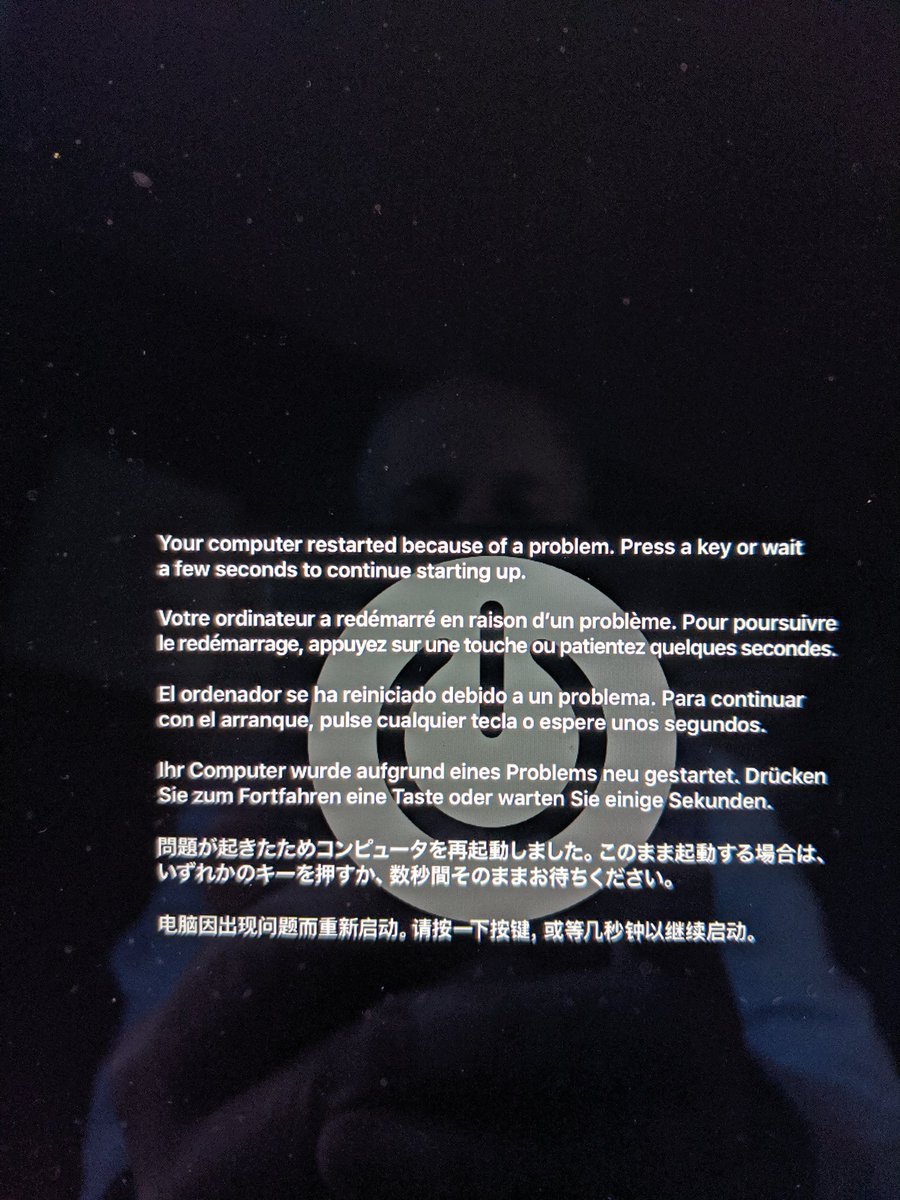 Your computer restarted because of a problem. Press a key or wait
a few seconds to continue starting up.
Votre ordinateur a redémarré en raison d'un problème. Pour poursuivre
le redémarrage, appuyez sur une touche ou patientez quelques secondes.
El ordenador se ha reiniciado debido a un problema. Para continuar
con el arranque, pulse cualquier tecla o espere unos segundos.
Ihr Computer wurde aufgrund eines Problems neu gestartet. Drücken
Sie zum Fortfahren eine Taste oder warten Sie einige Sekunden.
問題が起きたためコンピュータを再起動しました。このまま起動する場合は、
いずれかのキーを押すか、数秒間そのままお待ちください。
电脑因出现问题而重新启动。请按一下按键，或等几秒钟以继续启动。